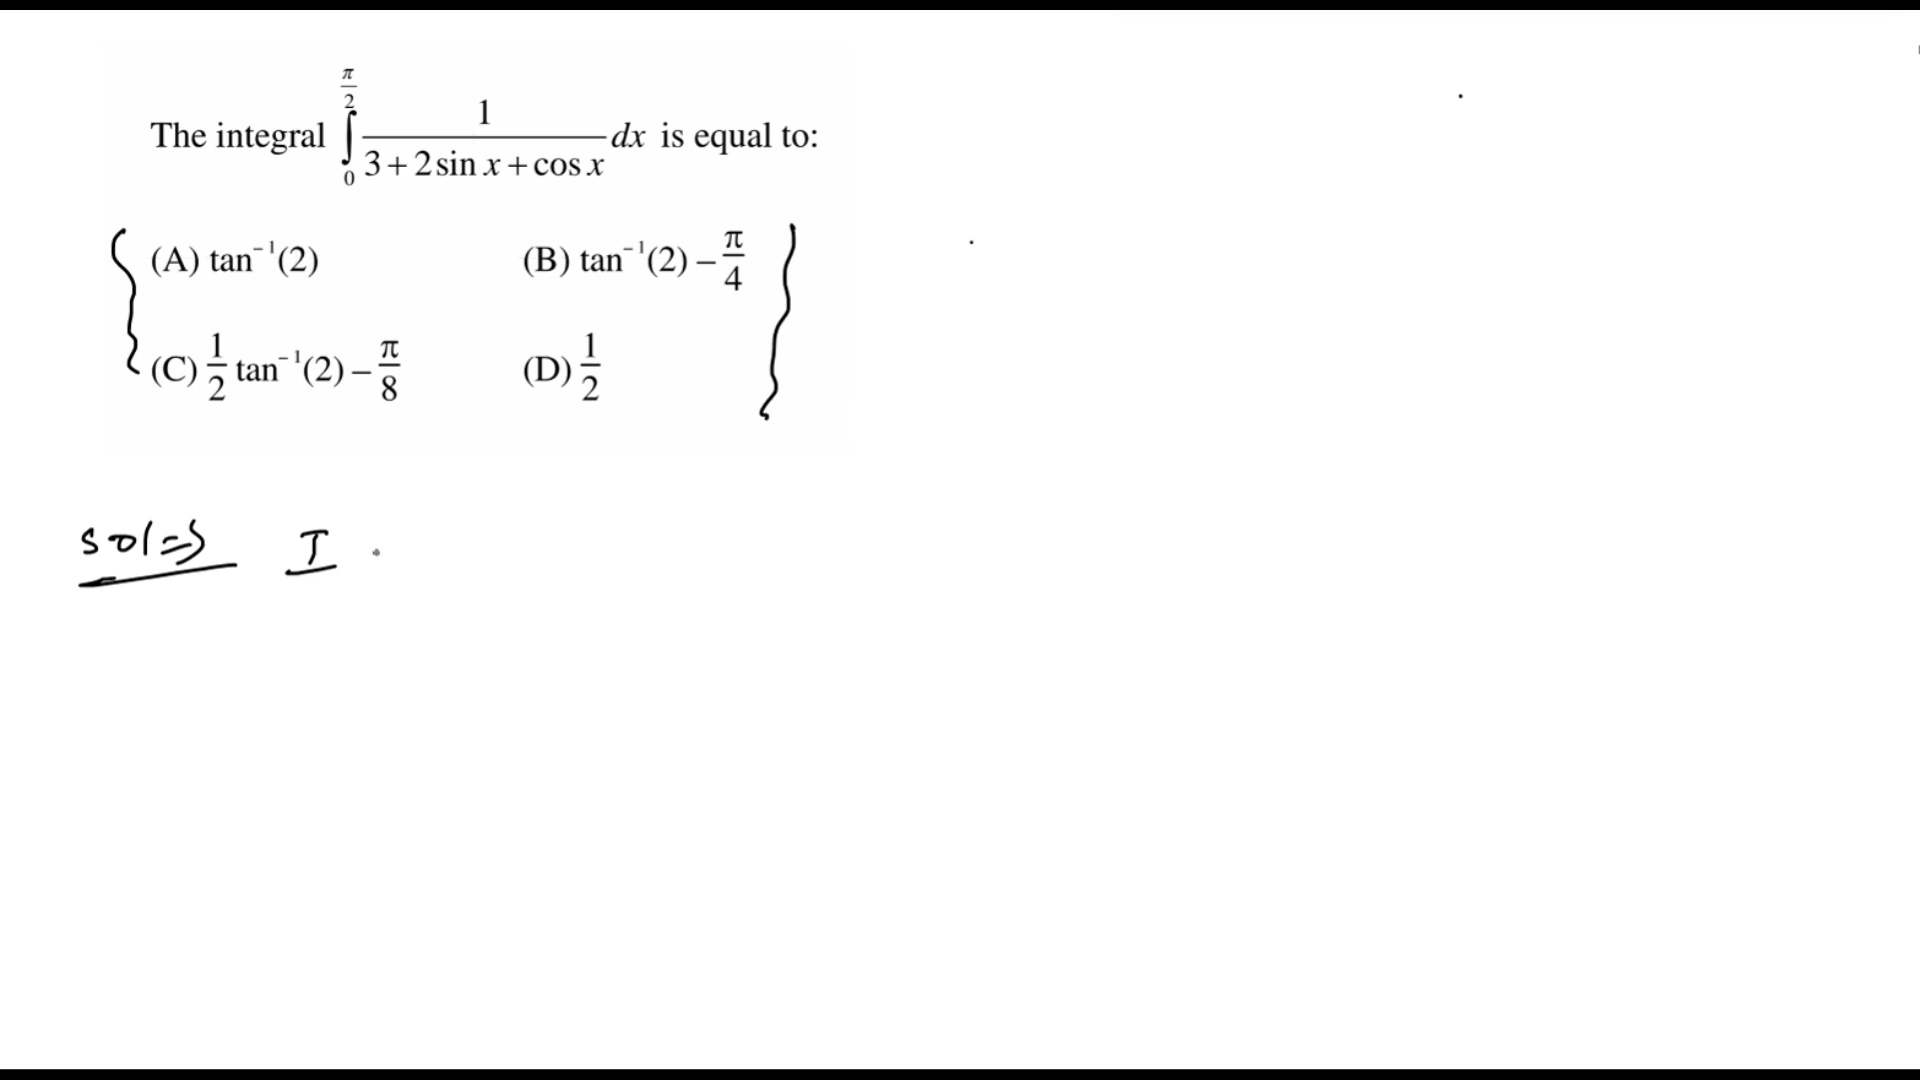 The integral ∫₀^{π/2} 1/(3+2sin x+cos x) dx is equal to:
(A) tan⁻¹(2) (B) tan⁻¹(2) – π/4
(C) 1/2 tan⁻¹(2) – π/8 (D) 1/2
sol ⇒ I